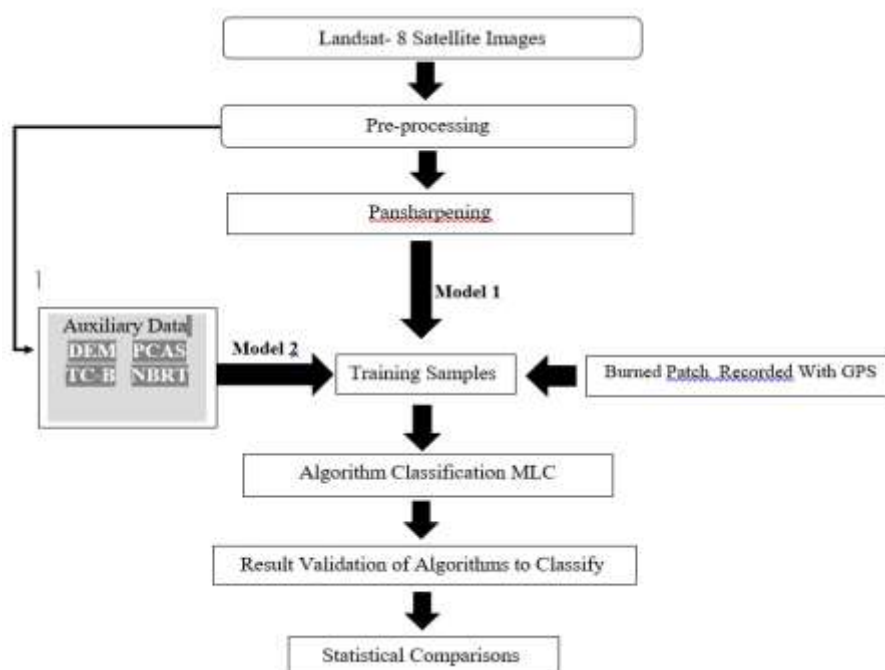 Landsat- 8 Satellite Images
Pre-processing
Pansharpening
Model 1
Auxiliary Data
DEM PCAS
TC-B NBRT
Model 2
Training Samples
Burned Patch Recorded With GPS
Algorithm Classification MLC
Result Validation of Algorithms to Classify
Statistical Comparisons